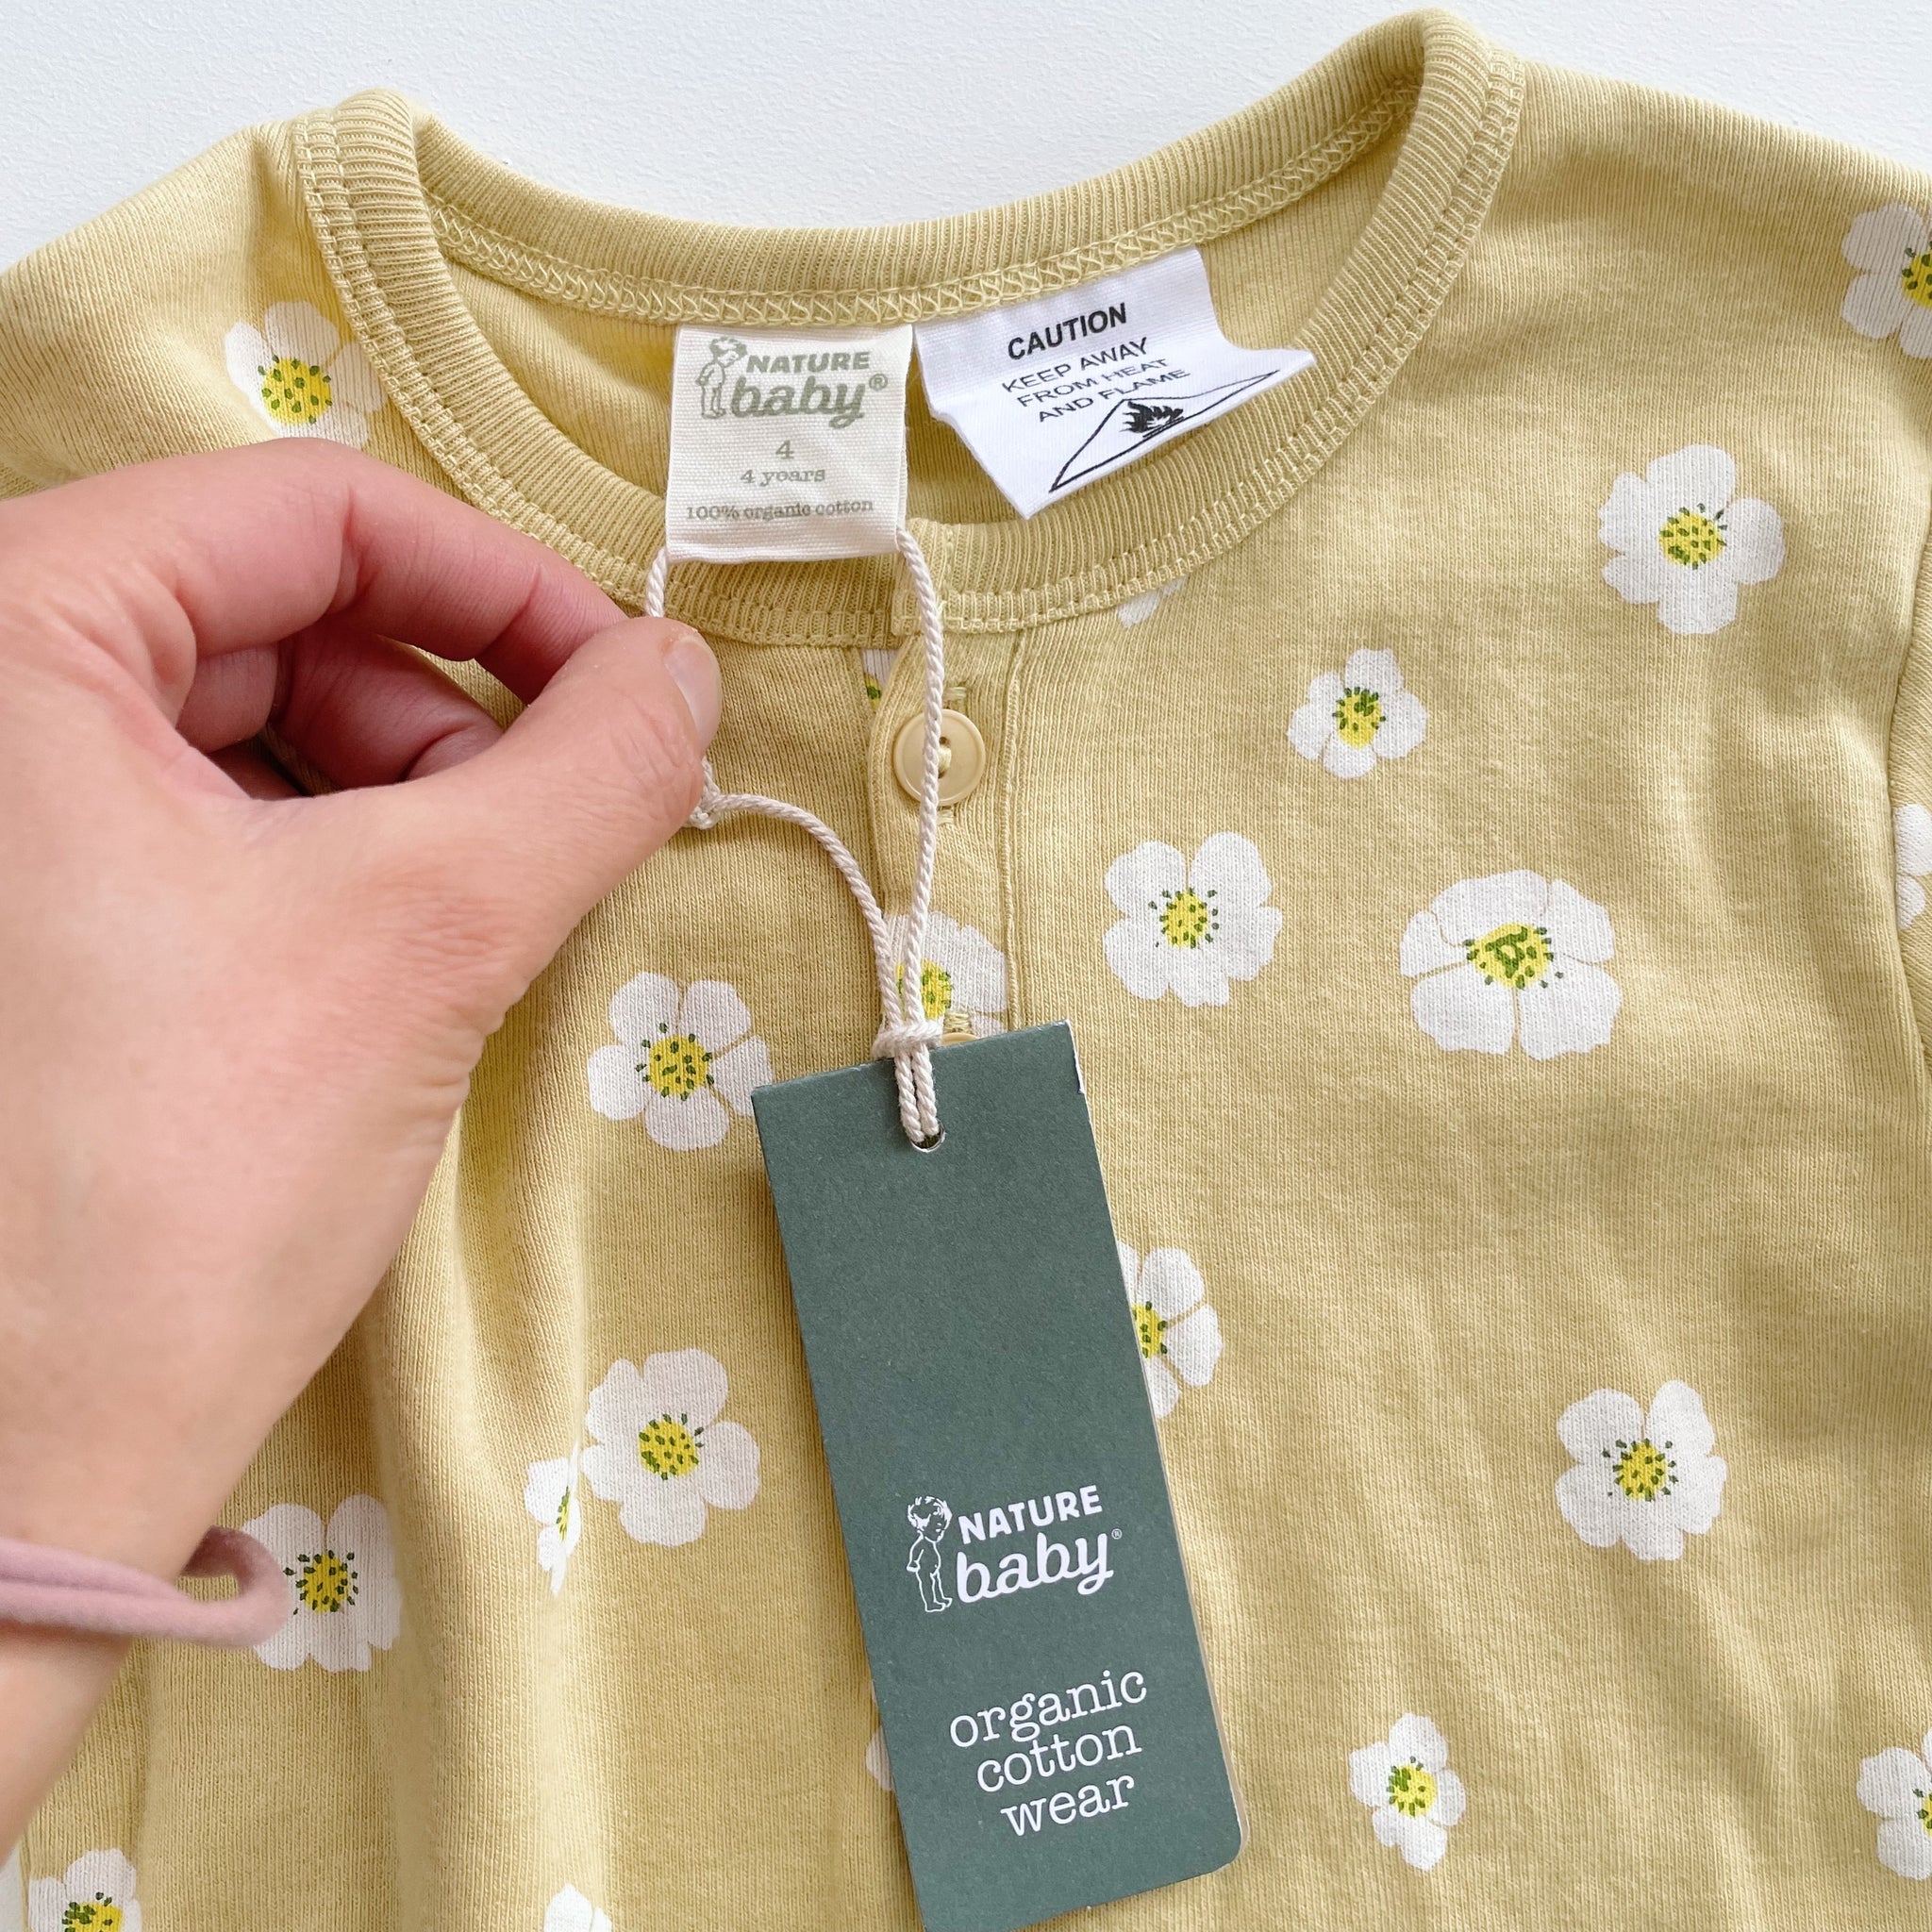 NATURE
baby®
4
4 years
100% organic cotton
CAUTION
KEEP AWAY
FROM HEAT
AND FLAME
NATURE
baby®
organic
cotton
wear